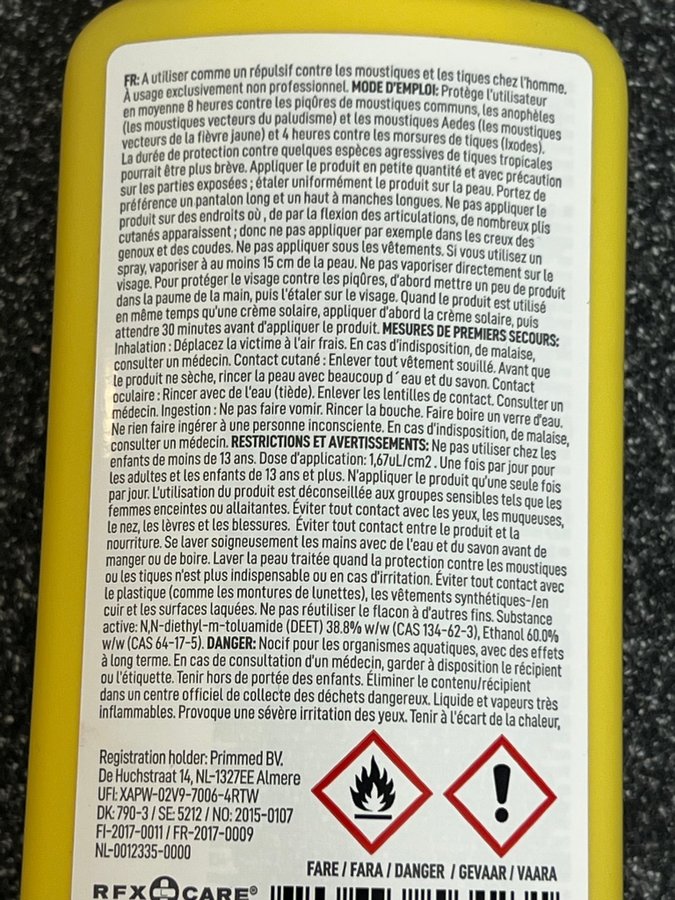 FR: A utiliser comme un répulsif contre les moustiques et les tiques chez l'homme.
À usage exclusivement non professionnel. MODE D'EMPLOI: Protège l'utilisateur
en moyenne 8 heures contre les piqûres de moustiques communs, les anophèles
(les moustiques vecteurs du paludisme) et les moustiques Aedes (les moustiques
vecteurs de la fièvre jaune) et 4 heures contre les morsures de tiques (Ixodes).
La durée de protection contre quelques espèces agressives de tiques tropicales
pourrait être plus brève. Appliquer le produit en petite quantité et avec précaution
sur les parties exposées ; étaler uniformément le produit sur la peau. Portez de
préférence un pantalon long et un haut à manches longues. Ne pas appliquer le
produit sur des endroits où , de par la flexion des articulations, de nombreux plis
cutanés apparaissent ; donc ne pas appliquer par exemple dans les creux des
genoux et des coudes. Ne pas appliquer sous les vêtements. Si vous utilisez un
spray, vaporiser à au moins 15 cm de la peau. Ne pas vaporiser directement sur le
visage. Pour protéger le visage contre les piqûres, d'abord mettre un peu de produit
dans la paume de la main, puis l'étaler sur le visage. Quand le produit est utilisé
en même temps qu'une crème solaire, appliquer d'abord la crème solaire, puis
attendre 30 minutes avant d'appliquer le produit. MESURES DE PREMIERS SECOURS:
Inhalation : Déplacez la victime à l'air frais. En cas d'indisposition, de malaise,
consulter un médecin. Contact cutané : Enlever tout vêtement souillé. Avant que
le produit ne sèche, rincer la peau avec beaucoup d´eau et du savon. Contact
oculaire : Rincer avec de l'eau (tiède). Enlever les lentilles de contact. Consulter un
médecin. Ingestion : Ne pas faire vomir. Rincer la bouche. Faire boire un verre d'eau.
Ne rien faire ingérer à une personne inconsciente. En cas d'indisposition, de malaise,
consulter un médecin. RESTRICTIONS ET AVERTISSEMENTS: Ne pas utiliser chez les
enfants de moins de 13 ans. Dose d'application: 1,67uL/cm2 . Une fois par jour pour
les adultes et les enfants de 13 ans et plus. N'appliquer le produit qu'une seule fois
par jour. L'utilisation du produit est déconseillée aux groupes sensibles tels que les
femmes enceintes ou allaitantes. Éviter tout contact avec les yeux, les muqueuses,
le nez, les lèvres et les blessures. Éviter tout contact entre le produit et la
nourriture. Se laver soigneusement les mains avec de l'eau et du savon avant de
manger ou de boire. Laver la peau traitée quand la protection contre les moustiques
ou les tiques n'est plus indispensable ou en cas d'irritation. Éviter tout contact avec
le plastique (comme les montures de lunettes), les vêtements synthétiques-/en
cuir et les surfaces laquées. Ne pas réutiliser le flacon à d'autres fins. Substance
active: N,N-diethyl-m-toluamide (DEET) 38.8% w/w (CAS 134-62-3), Ethanol 60.0%
w/w (CAS 64-17-5). DANGER: Nocif pour les organismes aquatiques, avec des effets
à long terme. En cas de consultation d'un médecin, garder à disposition le récipient
ou l'étiquette. Tenir hors de portée des enfants. Éliminer le contenu/récipient
dans un centre officiel de collecte des déchets dangereux. Liquide et vapeurs très
inflammables. Provoque une sévère irritation des yeux. Tenir à l'écart de la chaleur,
Registration holder: Primmed BV.
De Huchstraat 14, NL-1327EE Almere
UFI: XAPW-02V9-7006-4RTW
DK: 790-3 / SE: 5212 / NO: 2015-0107
FI-2017-0011 / FR-2017-0009
NL-0012335-0000
FARE / FARA / DANGER / GEVAAR / VAARA
RFX CARE®